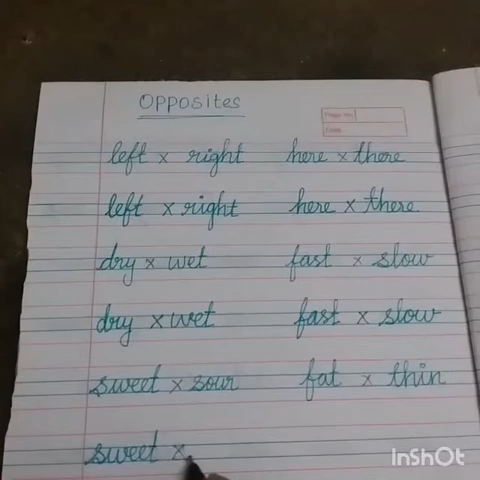 OPPOSITES
Page No.
Date
left x right here x there
left x right here x there
dry x wet fast x slow
dry x wet fast x slow
sweet x sour fat x thin
sweet x
InShOt